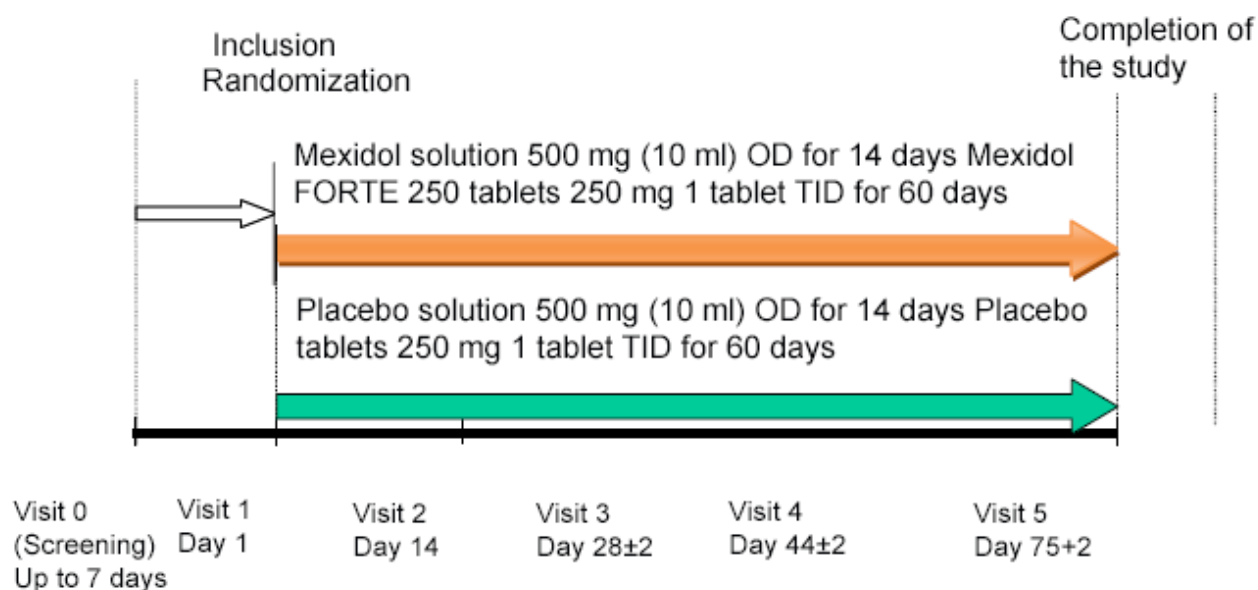 Inclusion
Randomization
Completion of
the study
Mexidol solution 500 mg (10 ml) OD for 14 days Mexidol
FORTE 250 tablets 250 mg 1 tablet TID for 60 days
Placebo solution 500 mg (10 ml) OD for 14 days Placebo
tablets 250 mg 1 tablet TID for 60 days
Visit 0
(Screening)
Up to 7 days
Visit 1
Day 1
Visit 2
Day 14
Visit 3
Day 28±2
Visit 4
Day 44±2
Visit 5
Day 75+2